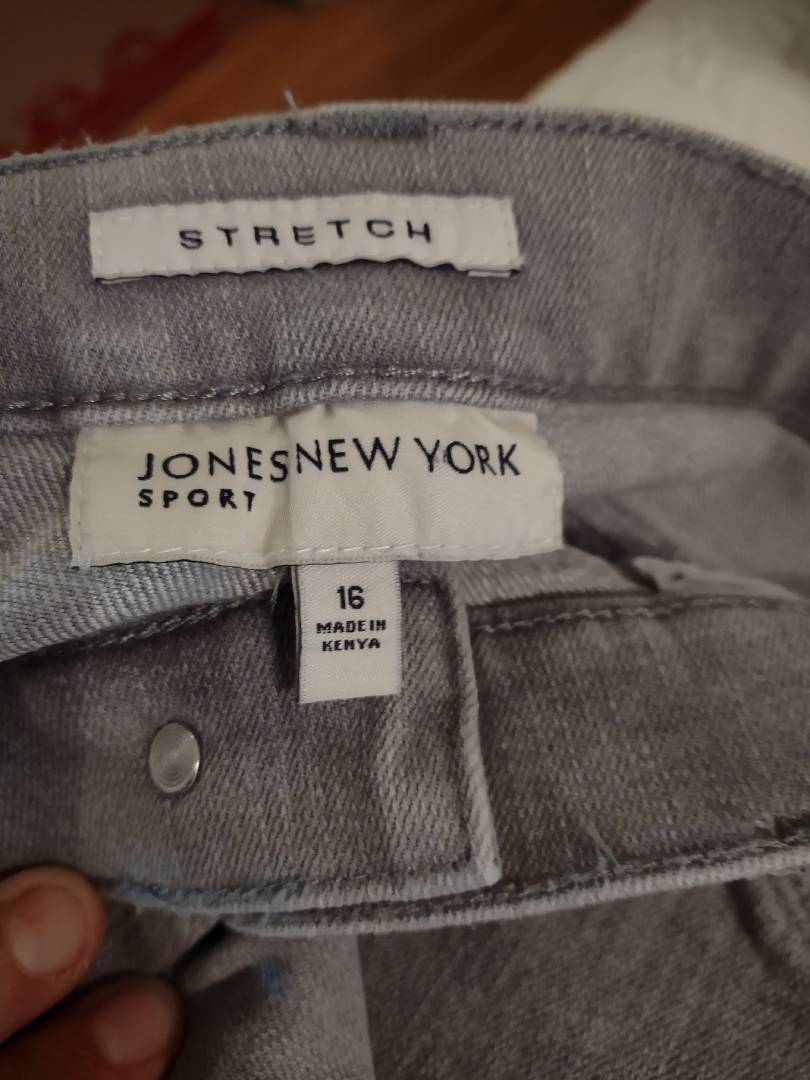 STRETCH
JONES NEW YORK
SPORT
16
MADE IN
KENYA